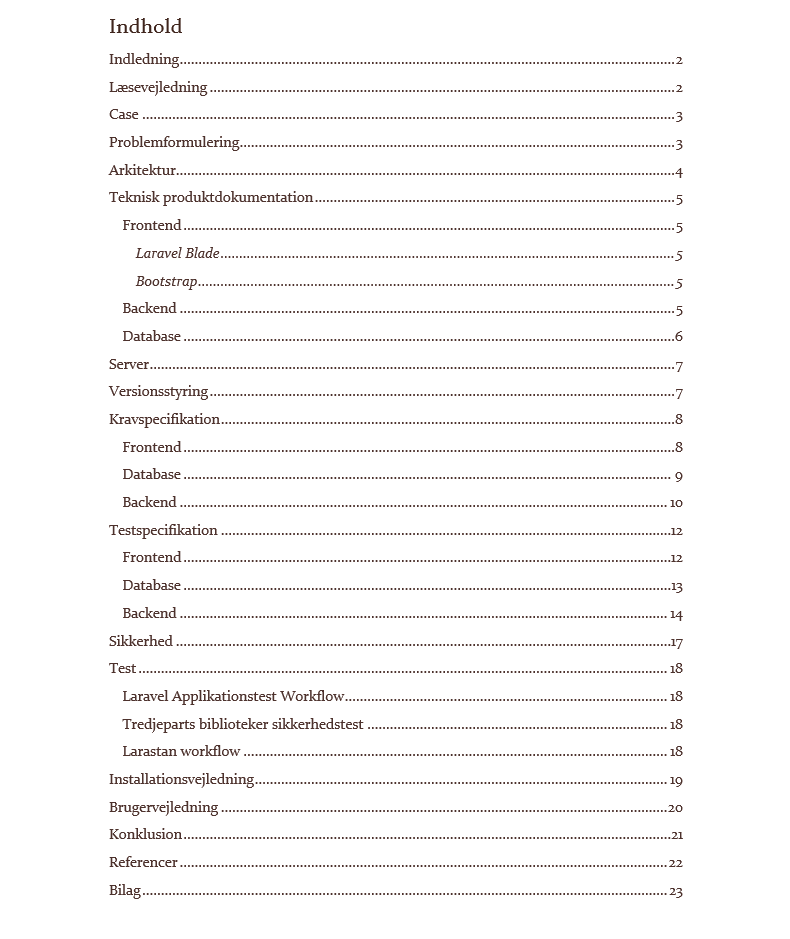 Indhold
Indledning....................2
Læsevejledning....................2
Case....................3
Problemformulering....................3
Arkitektur....................4
Teknisk produktdokumentation....................5
Frontend....................5
Laravel Blade....................5
Bootstrap....................5
Backend....................5
Database....................6
Server....................7
Versionsstyring....................7
Kravspecifikation....................8
Frontend....................8
Database....................9
Backend....................10
Testspecifikation....................12
Frontend....................12
Database....................13
Backend....................14
Sikkerhed....................17
Test....................18
Laravel Applikationstest Workflow....................18
Tredjeparts biblioteker sikkerhedstest....................18
Larastan workflow....................18
Installationsvejledning....................19
Brugervejledning....................20
Konklusion....................21
Referencer....................22
Bilag....................23